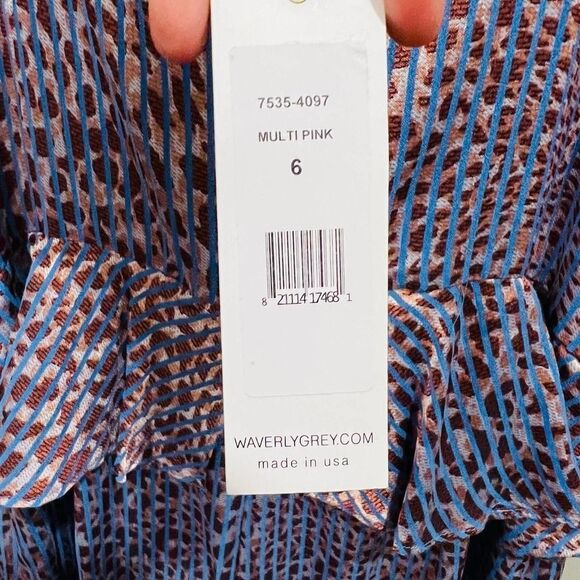 7535-4097
MULTI PINK
6
8 21114 17468 1
WAVERLYGREY.COM
made in usa